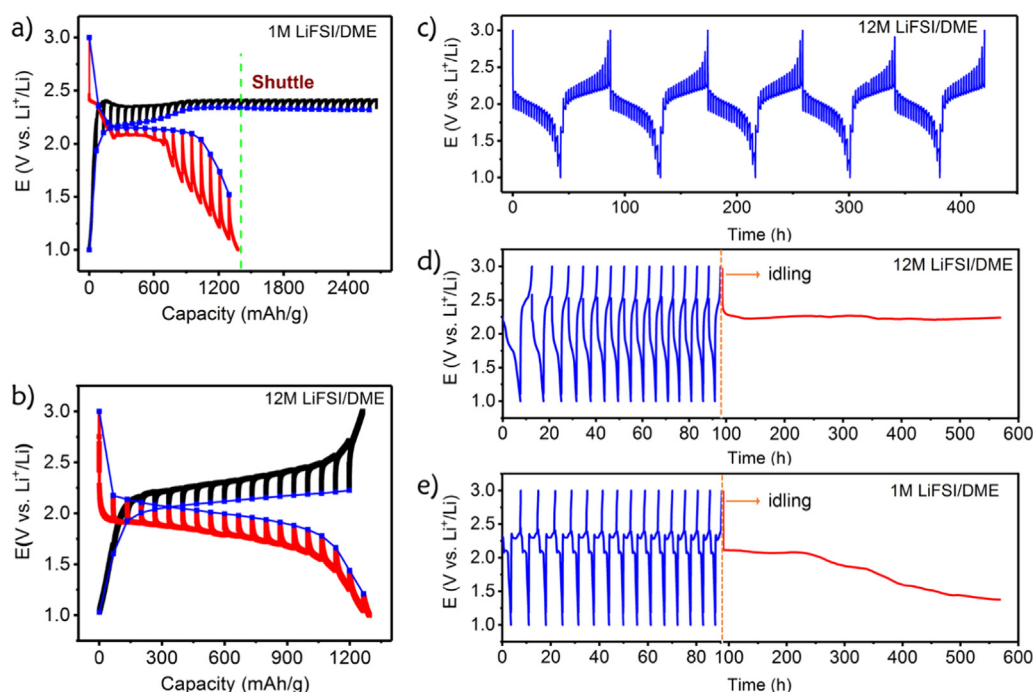 a)
1M LiFSI/DME
Shuttle
E (V vs. Li⁺/Li)
3.0
2.5
2.0
1.5
1.0
0 600 1200 1800 2400
Capacity (mAh/g)
b)
12M LiFSI/DME
E(V vs. Li⁺/Li)
3.0
2.5
2.0
1.5
1.0
0 300 600 900 1200
Capacity (mAh/g)
c)
12M LiFSI/DME
E (V vs. Li⁺/Li)
3.0
2.5
2.0
1.5
1.0
0 100 200 300 400
Time (h)
d)
12M LiFSI/DME
idling
E (V vs. Li⁺/Li)
3.0
2.5
2.0
1.5
1.0
0 20 40 60 80 100 200 300 400 500 600
Time (h) Time (h)
e)
1M LiFSI/DME
idling
E (V vs. Li⁺/Li)
3.0
2.5
2.0
1.5
1.0
0 20 40 60 80 100 200 300 400 500 600
Time (h) Time (h)